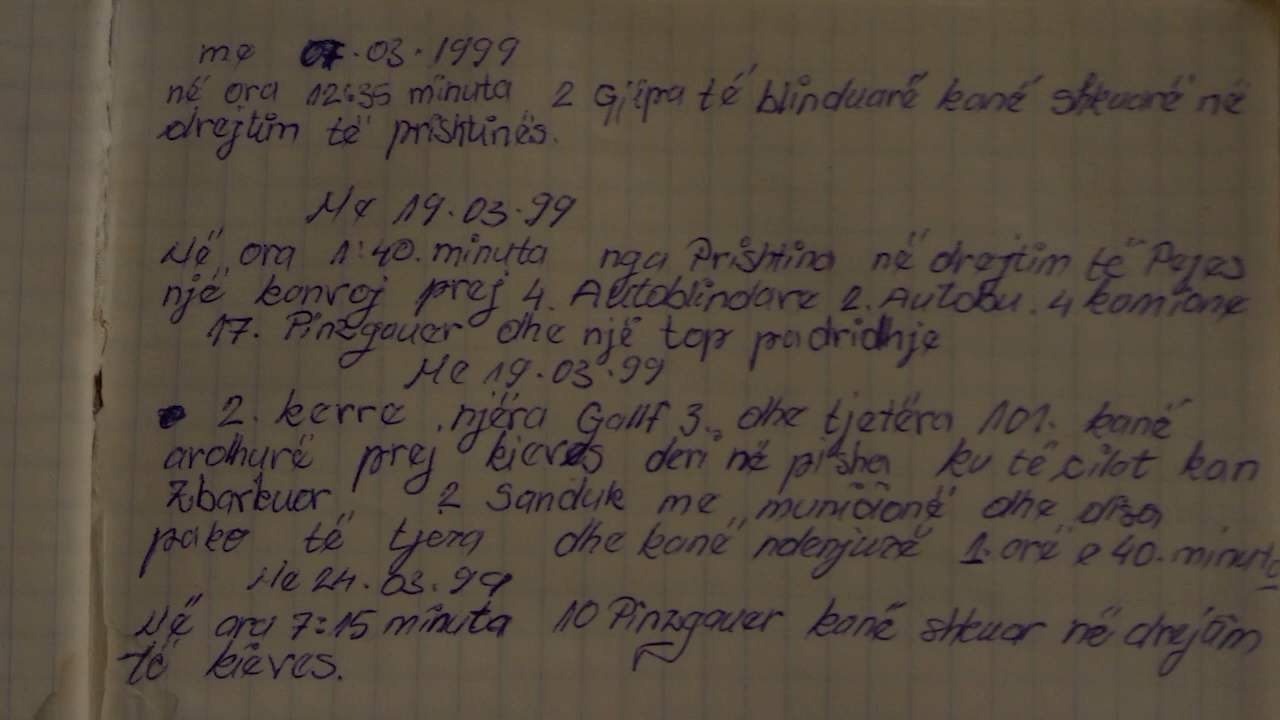 me 07.03.1999
në ora 12:35 minuta 2 Gjipa të blinduarë kanë shkuarë në
drejtim të prishtinës.
Me 19.03.99
Në ora 1:40. minuta nga Prishtina në drejtim të Pejes
një konvoj prej 4. Autoblindare 2. Autobu. 4 kamione
17. Pinzgauer dhe një top padridhje
Me 19.03.99
2. kerre, njëra Gollf 3. dhe tjetëra 101. kanë
ardhurë prej kieves deri në pisha ku të cilat kan
Zbarkuar 2 Sanduk me municionë dhe disa
pako të tjera dhe kanë ndenjurë 1. orë e 40. minuta
Me 24.03.99
Në ora 7:15 minuta 10 Pinzgauer kanë shkuar në drejtim
të kieves.